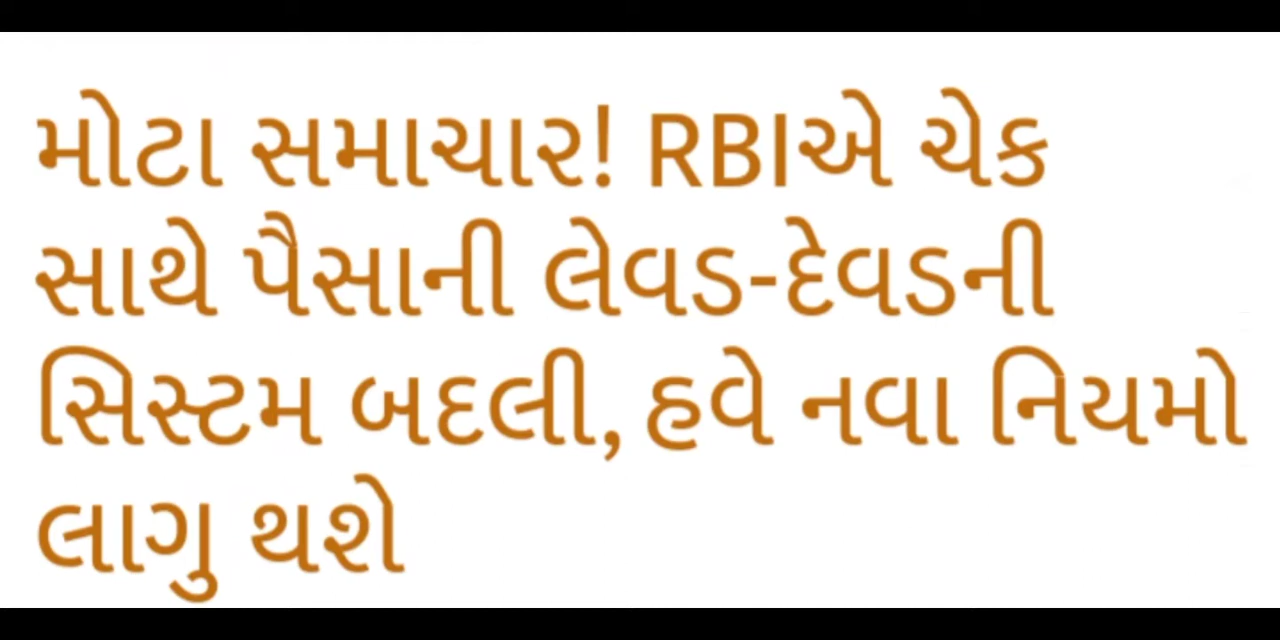 મોટા સમાચાર! RBIએ ચેક
સાથે પૈસાની લેવડ-દેવડની
સિસ્ટમ બદલી, હવે નવા નિયમો
લાગુ થશે